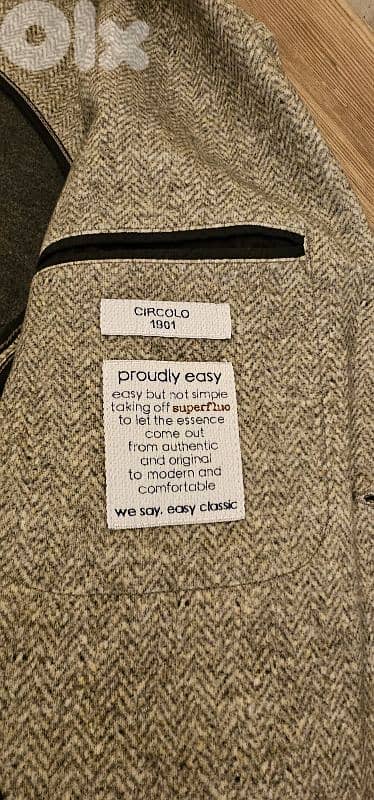 OLX
CIRCOLO
1901
proudly easy
easy but not simple
taking off superfluo
to let the essence
come out
from authentic
and original
to modern and
comfortable
we say, easy classic